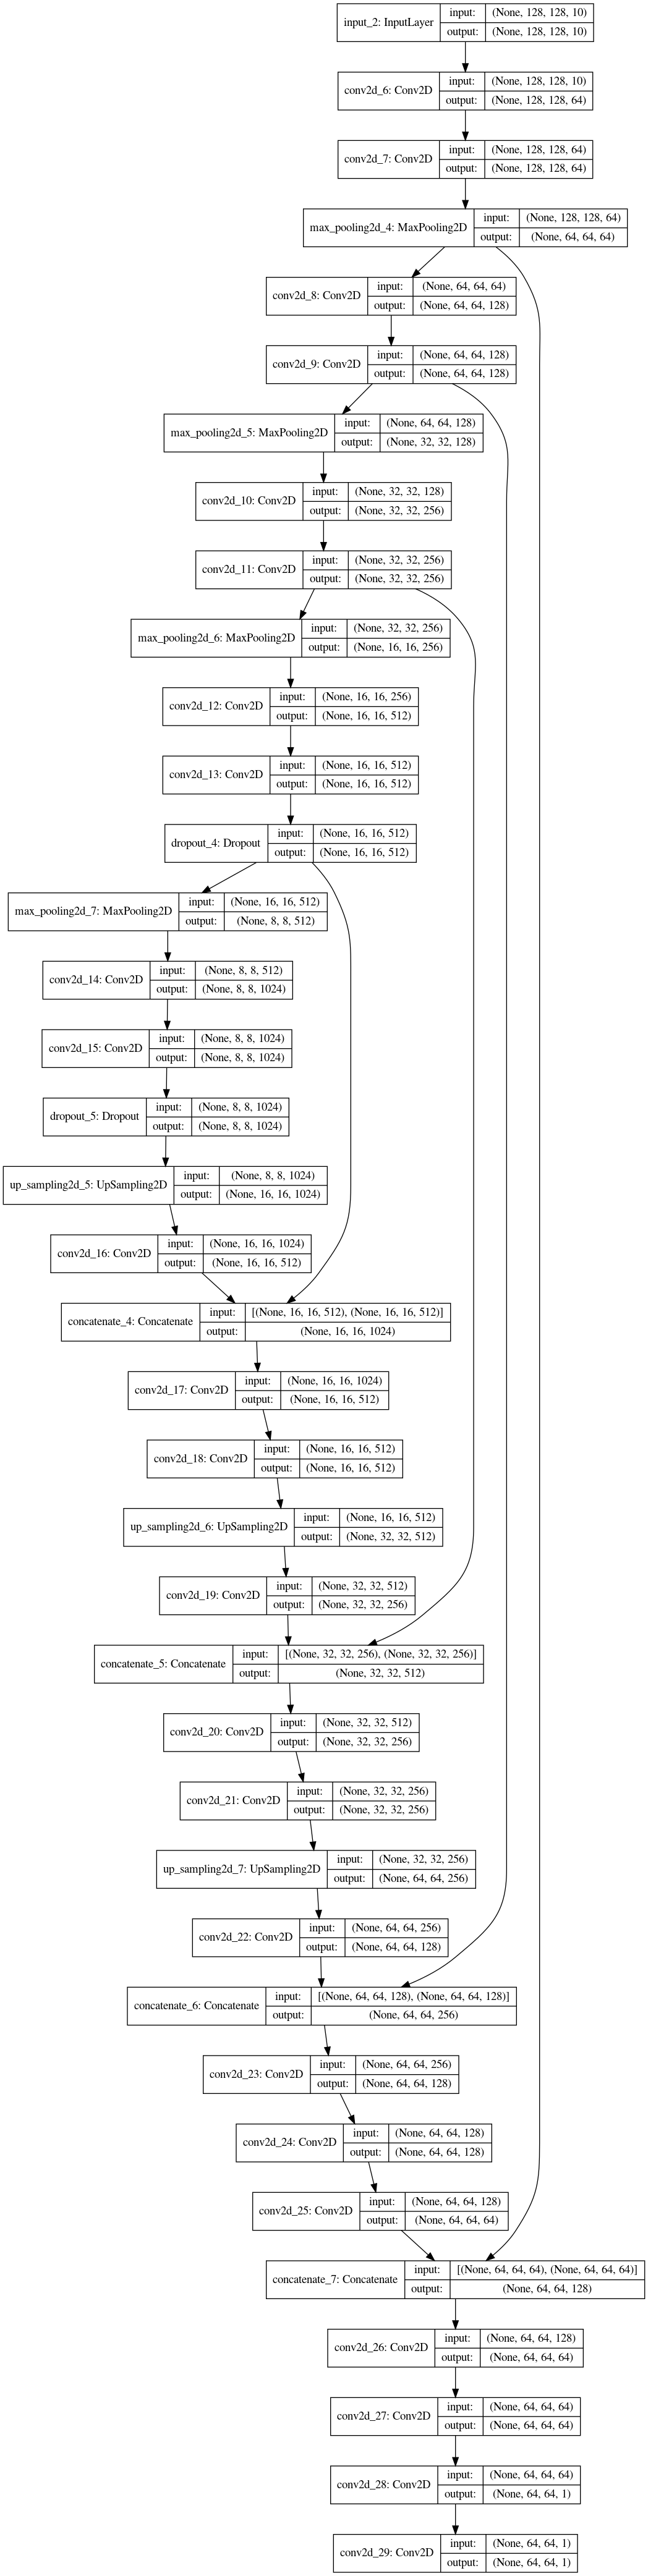 input_2: InputLayer
input:
(None, 128, 128, 10)
output:
(None, 128, 128, 10)
conv2d_6: Conv2D
input:
(None, 128, 128, 10)
output:
(None, 128, 128, 64)
conv2d_7: Conv2D
input:
(None, 128, 128, 64)
output:
(None, 128, 128, 64)
max_pooling2d_4: MaxPooling2D
input:
(None, 128, 128, 64)
output:
(None, 64, 64, 64)
conv2d_8: Conv2D
input:
(None, 64, 64, 64)
output:
(None, 64, 64, 128)
conv2d_9: Conv2D
input:
(None, 64, 64, 128)
output:
(None, 64, 64, 128)
max_pooling2d_5: MaxPooling2D
input:
(None, 64, 64, 128)
output:
(None, 32, 32, 128)
conv2d_10: Conv2D
input:
(None, 32, 32, 128)
output:
(None, 32, 32, 256)
conv2d_11: Conv2D
input:
(None, 32, 32, 256)
output:
(None, 32, 32, 256)
max_pooling2d_6: MaxPooling2D
input:
(None, 32, 32, 256)
output:
(None, 16, 16, 256)
conv2d_12: Conv2D
input:
(None, 16, 16, 256)
output:
(None, 16, 16, 512)
conv2d_13: Conv2D
input:
(None, 16, 16, 512)
output:
(None, 16, 16, 512)
dropout_4: Dropout
input:
(None, 16, 16, 512)
output:
(None, 16, 16, 512)
max_pooling2d_7: MaxPooling2D
input:
(None, 16, 16, 512)
output:
(None, 8, 8, 512)
conv2d_14: Conv2D
input:
(None, 8, 8, 512)
output:
(None, 8, 8, 1024)
conv2d_15: Conv2D
input:
(None, 8, 8, 1024)
output:
(None, 8, 8, 1024)
dropout_5: Dropout
input:
(None, 8, 8, 1024)
output:
(None, 8, 8, 1024)
up_sampling2d_5: UpSampling2D
input:
(None, 8, 8, 1024)
output:
(None, 16, 16, 1024)
conv2d_16: Conv2D
input:
(None, 16, 16, 1024)
output:
(None, 16, 16, 512)
concatenate_4: Concatenate
input:
[(None, 16, 16, 512), (None, 16, 16, 512)]
output:
(None, 16, 16, 1024)
conv2d_17: Conv2D
input:
(None, 16, 16, 1024)
output:
(None, 16, 16, 512)
conv2d_18: Conv2D
input:
(None, 16, 16, 512)
output:
(None, 16, 16, 512)
up_sampling2d_6: UpSampling2D
input:
(None, 16, 16, 512)
output:
(None, 32, 32, 512)
conv2d_19: Conv2D
input:
(None, 32, 32, 512)
output:
(None, 32, 32, 256)
concatenate_5: Concatenate
input:
[(None, 32, 32, 256), (None, 32, 32, 256)]
output:
(None, 32, 32, 512)
conv2d_20: Conv2D
input:
(None, 32, 32, 512)
output:
(None, 32, 32, 256)
conv2d_21: Conv2D
input:
(None, 32, 32, 256)
output:
(None, 32, 32, 256)
up_sampling2d_7: UpSampling2D
input:
(None, 32, 32, 256)
output:
(None, 64, 64, 256)
conv2d_22: Conv2D
input:
(None, 64, 64, 256)
output:
(None, 64, 64, 128)
concatenate_6: Concatenate
input:
[(None, 64, 64, 128), (None, 64, 64, 128)]
output:
(None, 64, 64, 256)
conv2d_23: Conv2D
input:
(None, 64, 64, 256)
output:
(None, 64, 64, 128)
conv2d_24: Conv2D
input:
(None, 64, 64, 128)
output:
(None, 64, 64, 128)
conv2d_25: Conv2D
input:
(None, 64, 64, 128)
output:
(None, 64, 64, 64)
concatenate_7: Concatenate
input:
[(None, 64, 64, 64), (None, 64, 64, 64)]
output:
(None, 64, 64, 128)
conv2d_26: Conv2D
input:
(None, 64, 64, 128)
output:
(None, 64, 64, 64)
conv2d_27: Conv2D
input:
(None, 64, 64, 64)
output:
(None, 64, 64, 64)
conv2d_28: Conv2D
input:
(None, 64, 64, 64)
output:
(None, 64, 64, 1)
conv2d_29: Conv2D
input:
(None, 64, 64, 1)
output:
(None, 64, 64, 1)